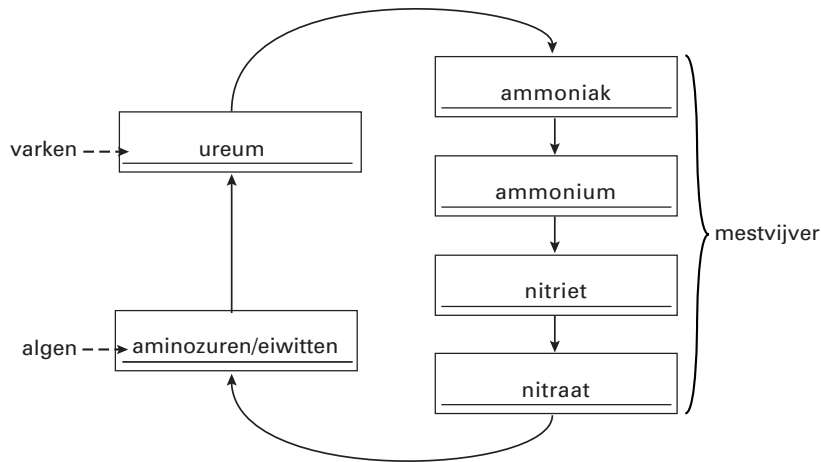 ammoniak
varken
ureum
ammonium
mestvijver
nitriet
algen
aminozuren/eiwitten
nitraat